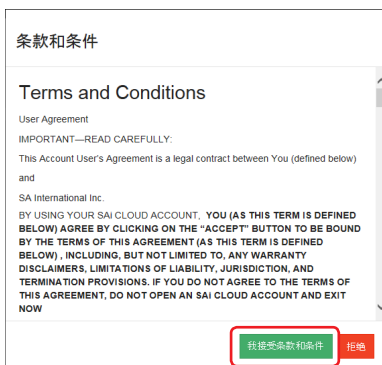 条款和条件
Terms and Conditions
User Agreement
IMPORTANT—READ CAREFULLY:
This Account User's Agreement is a legal contract between You (defined below)
and
SA International Inc.
BY USING YOUR SAi CLOUD ACCOUNT, YOU (AS THIS TERM IS DEFINED
BELOW) AGREE BY CLICKING ON THE “ACCEPT” BUTTON TO BE BOUND
BY THE TERMS OF THIS AGREEMENT (AS THIS TERM IS DEFINED
BELOW) , INCLUDING, BUT NOT LIMITED TO, ANY WARRANTY
DISCLAIMERS, LIMITATIONS OF LIABILITY, JURISDICTION, AND
TERMINATION PROVISIONS. IF YOU DO NOT AGREE TO THE TERMS OF
THIS AGREEMENT, DO NOT OPEN AN SAi CLOUD ACCOUNT AND EXIT
NOW
我接受条款和条件 拒绝